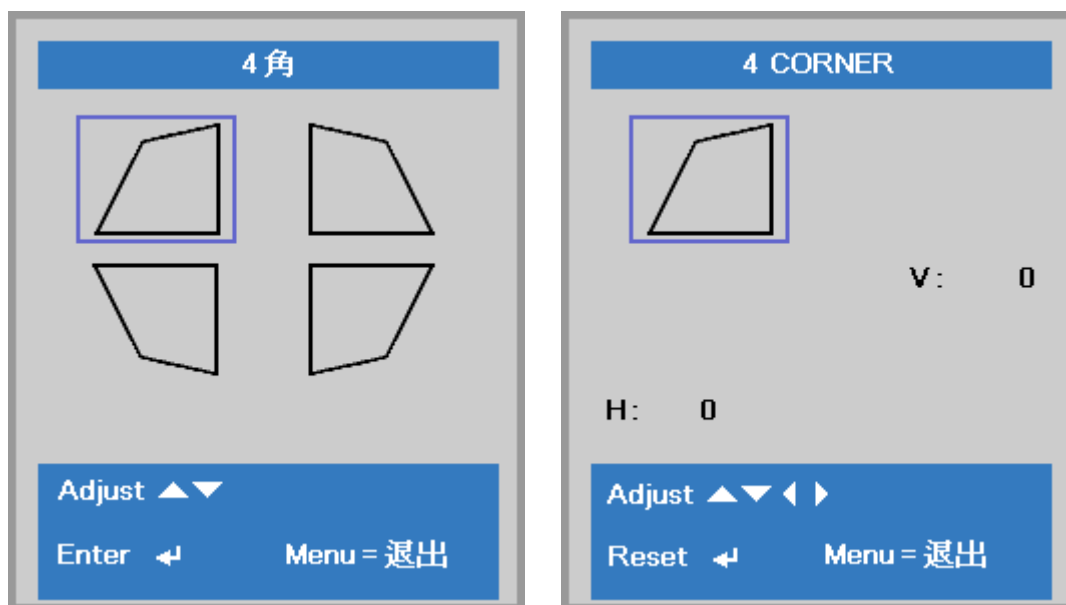 4角
Adjust ▲▼
Enter ↵ Menu = 退出
4 CORNER
V: 0
H: 0
Adjust ▲▼◀▶
Reset ↵ Menu = 退出